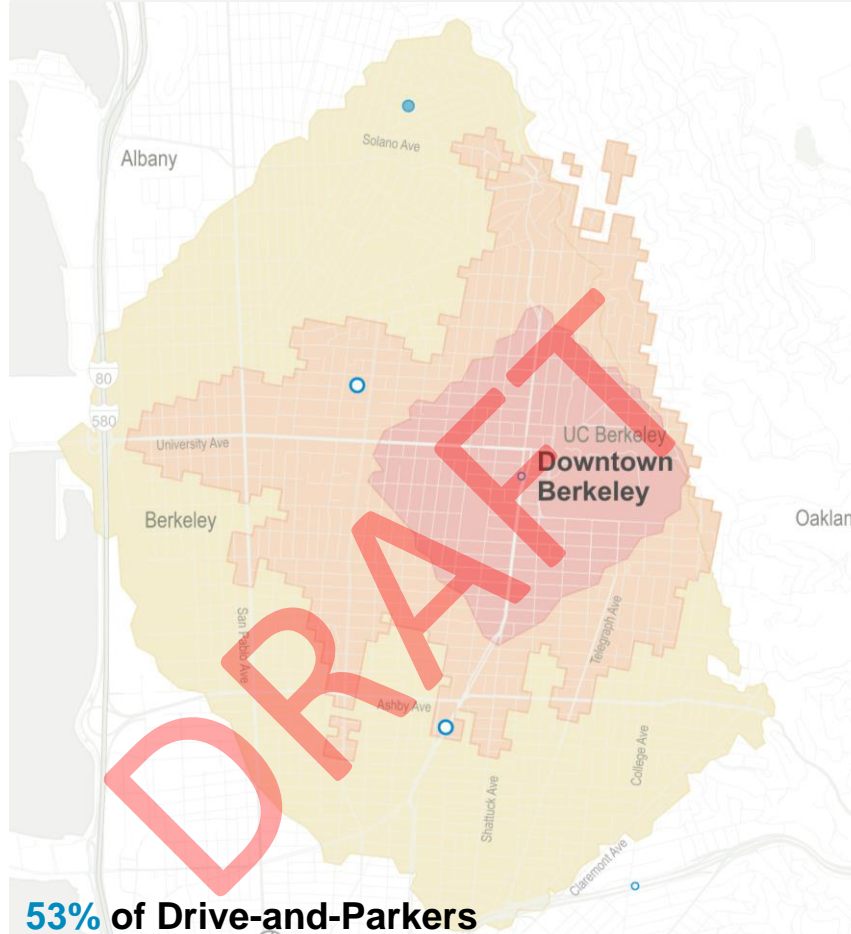 Solano Ave
Albany
80
580
University Ave
UC Berkeley
Downtown
Berkeley
Berkeley
Oaklan
San Pablo Ave
Telegraph Ave
Ashby Ave
College Ave
Shattuck Ave
Claremont Ave
DRAFT
53% of Drive-and-Parkers